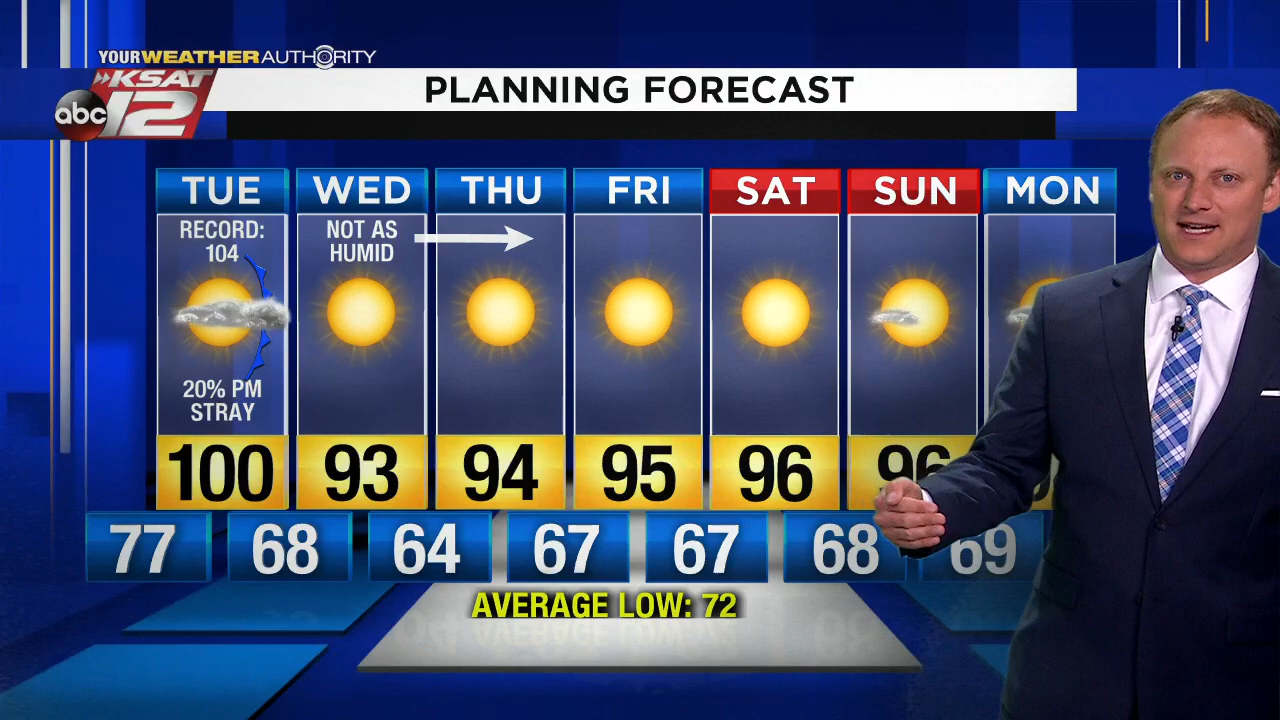 YOURWEATHERAUTHORITY
KSAT
abc 12
PLANNING FORECAST
TUE WED THU FRI SAT SUN MON
RECORD:
104
NOT AS
HUMID
20% PM
STRAY
100 93 94 95 96 96
77 68 64 67 67 68 69
AVERAGE LOW: 72